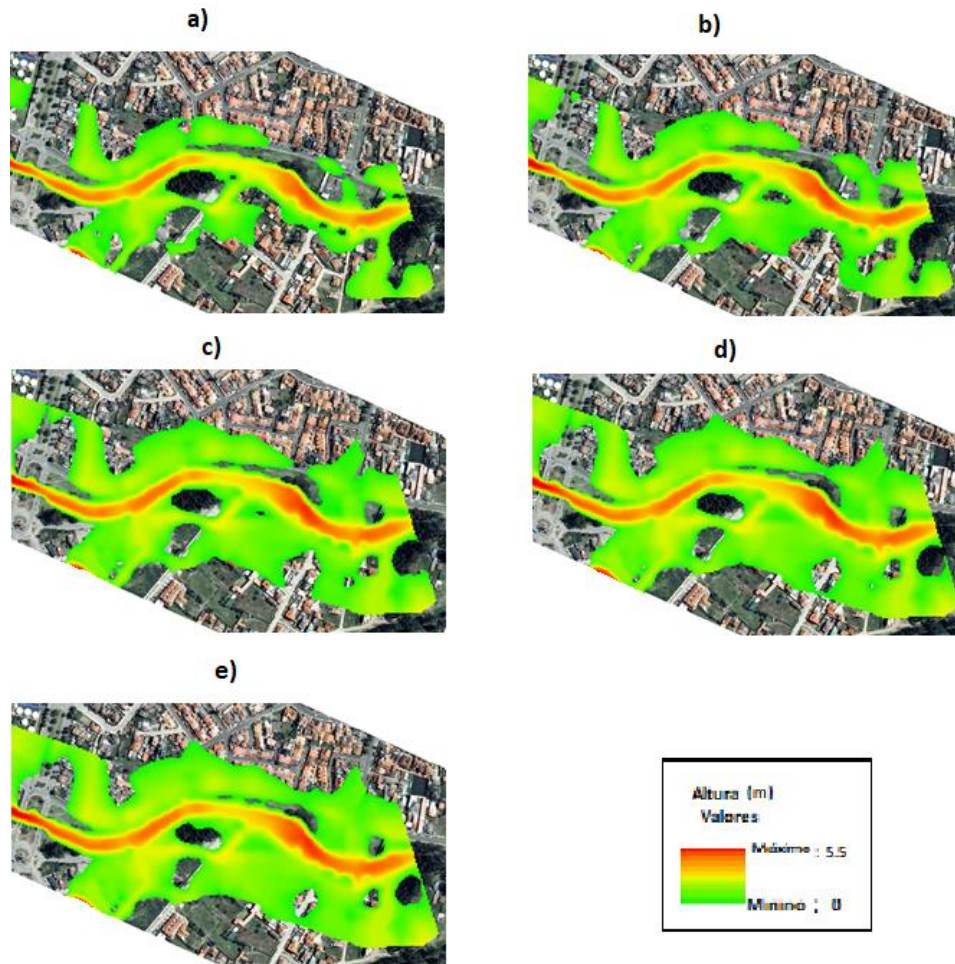 a)
b)
c)
d)
e)
Altura (m)
Valores
Máximo : 5.5
Mínimo : 0